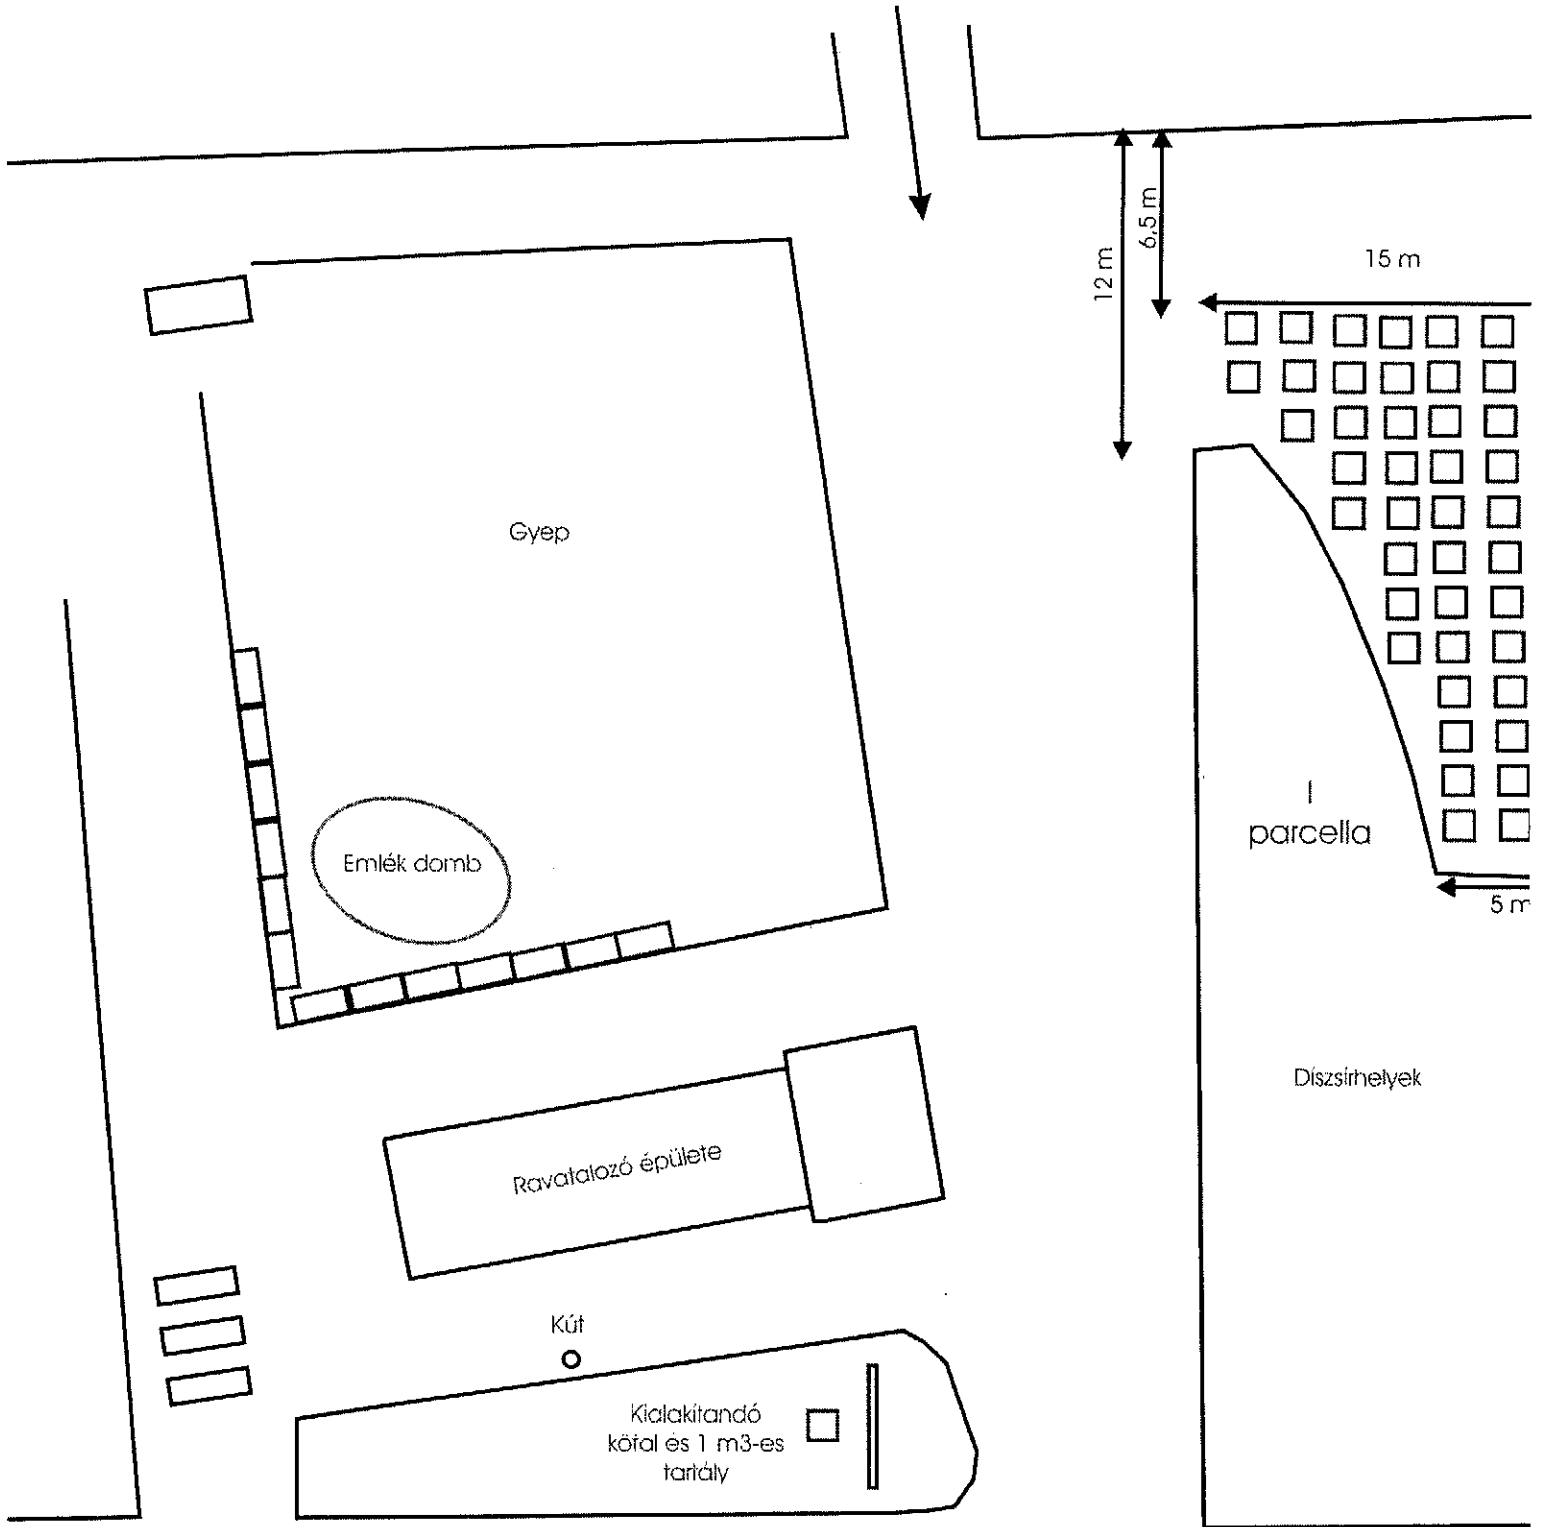 15 m
6,5 m
12 m
Gyep
I
parcella
Emlék domb
5 m
Díszsírhelyek
Ravatalozó épülete
Kút
Kialakítandó
kőfal és 1 m3-es
tartály